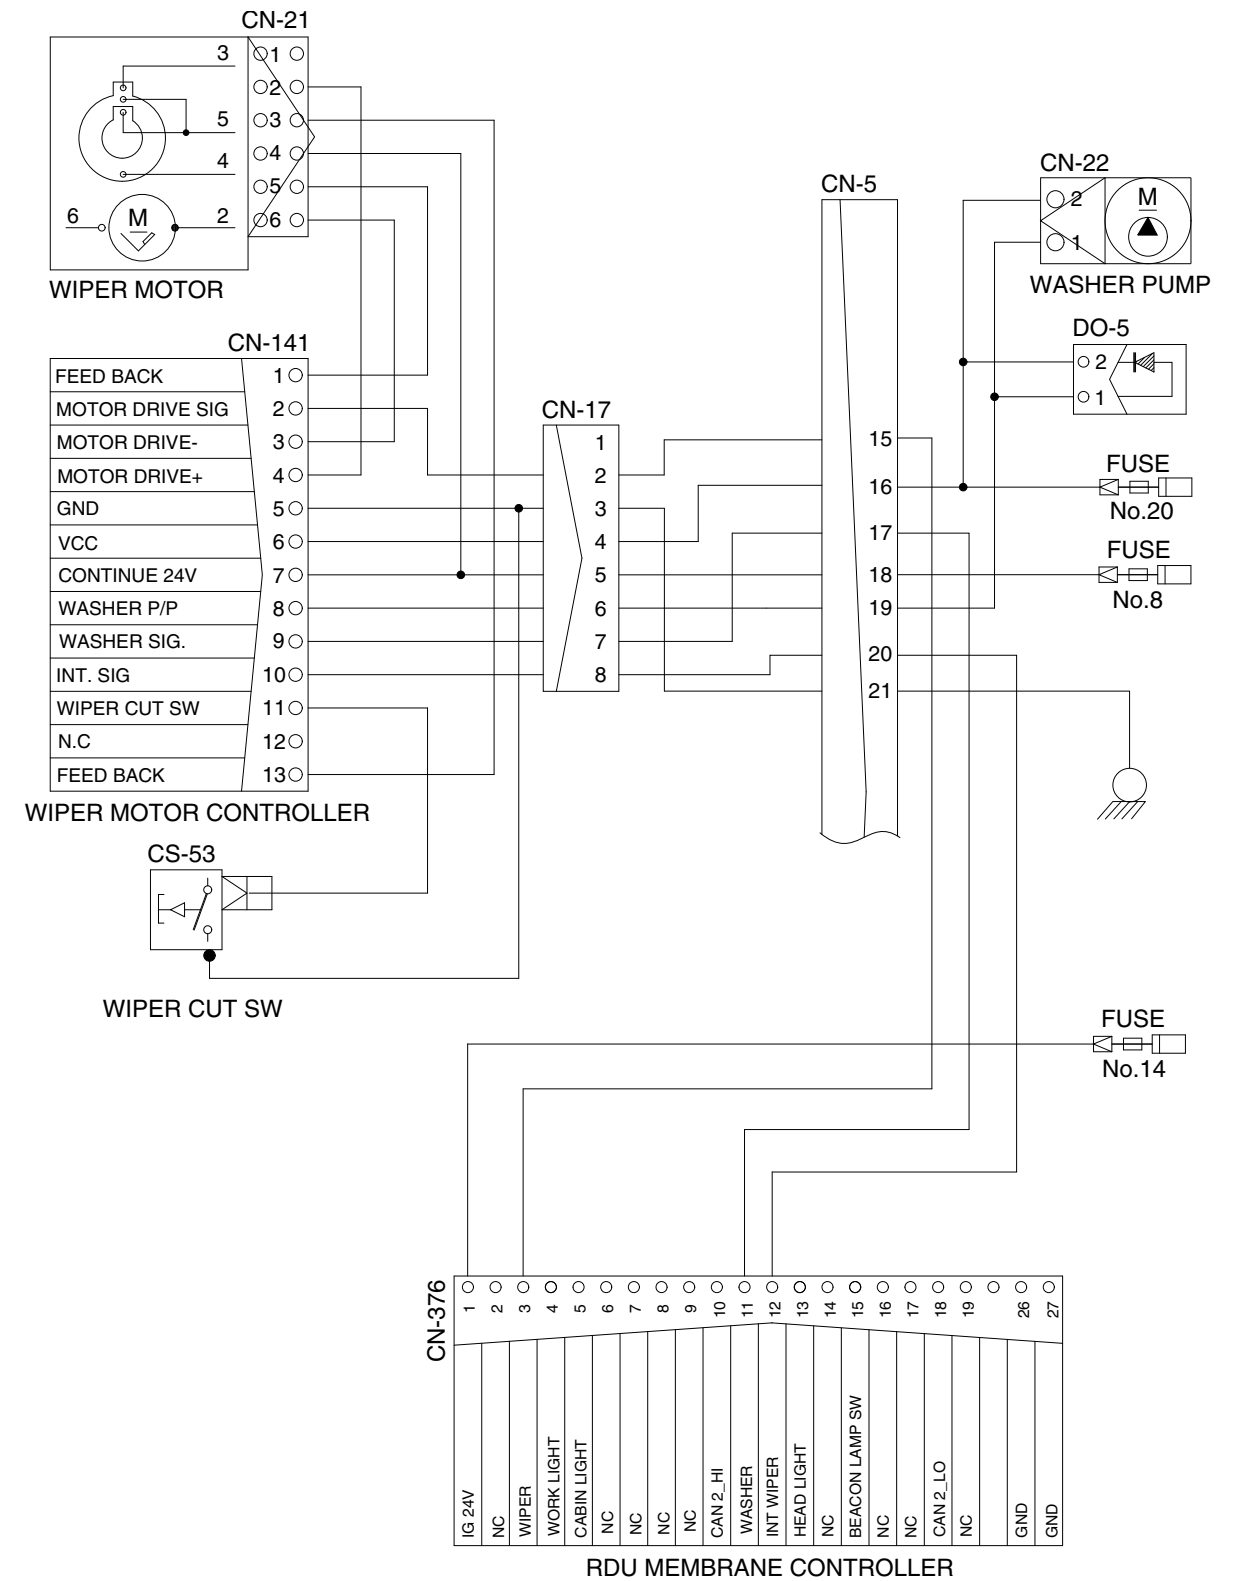 CN-21
3
5
4
6
M
2
1
2
3
4
5
6
WIPER MOTOR
CN-141
FEED BACK 1
MOTOR DRIVE SIG 2
MOTOR DRIVE- 3
MOTOR DRIVE+ 4
GND 5
VCC 6
CONTINUE 24V 7
WASHER P/P 8
WASHER SIG. 9
INT. SIG 10
WIPER CUT SW 11
N.C 12
FEED BACK 13
WIPER MOTOR CONTROLLER
CS-53
WIPER CUT SW
CN-17
1
2
3
4
5
6
7
8
CN-5
15
16
17
18
19
20
21
CN-22
2
1
M
WASHER PUMP
DO-5
2
1
FUSE
No.20
FUSE
No.8
FUSE
No.14
CN-376
1 2 3 4 5 6 7 8 9 10 11 12 13 14 15 16 17 18 19 26 27
IG 24V
NC
WIPER
WORK LIGHT
CABIN LIGHT
NC
NC
NC
NC
CAN 2_HI
WASHER
INT WIPER
HEAD LIGHT
NC
BEACON LAMP SW
NC
NC
CAN 2_LO
NC
GND
GND
RDU MEMBRANE CONTROLLER